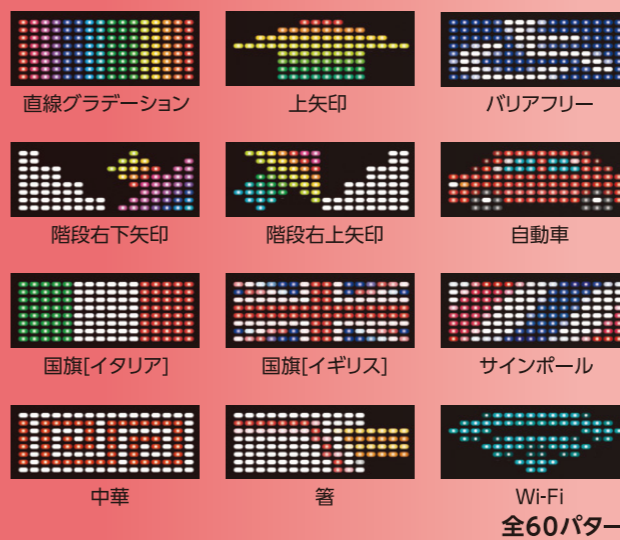 直線グラデーション
上矢印
バリアフリー
階段右下矢印
階段右上矢印
自動車
国旗[イタリア]
国旗[イギリス]
サインポール
中華
箸
Wi-Fi
全60パター